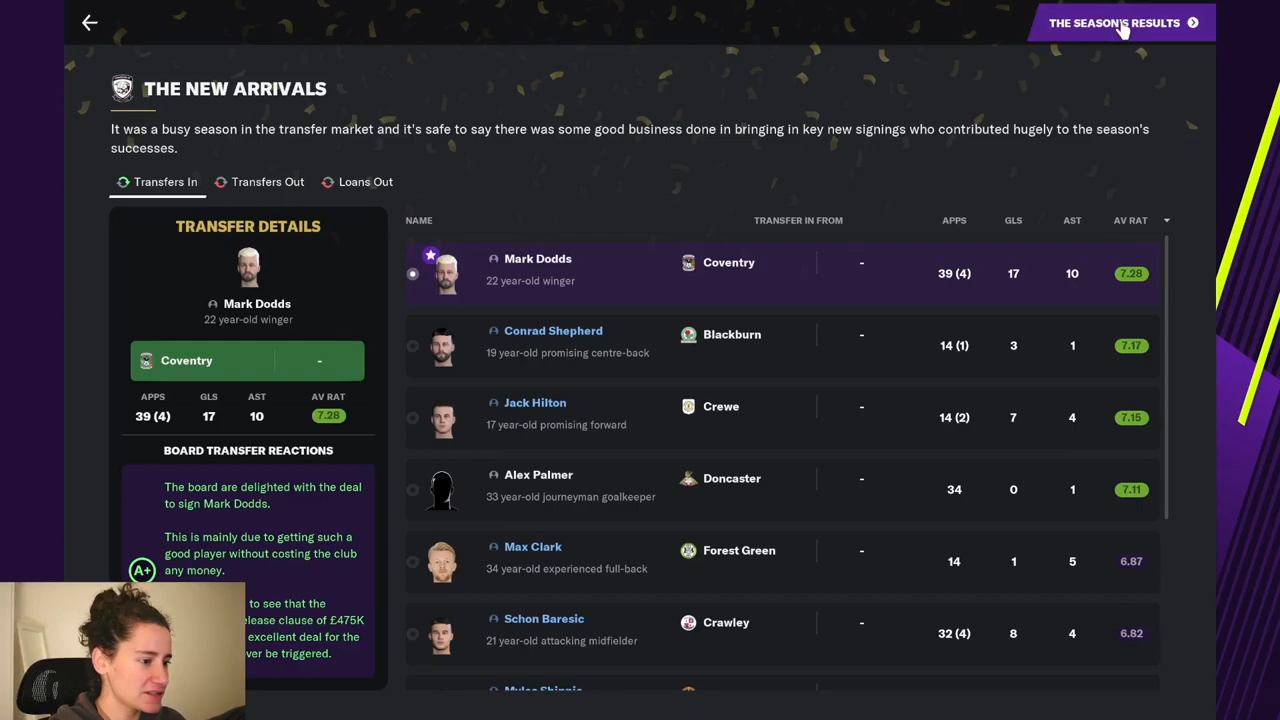 THE SEASON'S RESULTS
THE NEW ARRIVALS
It was a busy season in the transfer market and it's safe to say there was some good business done in bringing in key new signings who contributed hugely to the season's
successes.
Transfers In Transfers Out Loans Out
TRANSFER DETAILS
Mark Dodds
22 year-old winger
Coventry -
APPS GLS AST AV RAT
39 (4) 17 10 7.28
BOARD TRANSFER REACTIONS
The board are delighted with the deal
to sign Mark Dodds.
This is mainly due to getting such a
good player without costing the club
any money.
A+
to see that the
elease clause of £475K
excellent deal for the
ver be triggered.
NAME TRANSFER IN FROM APPS GLS AST AV RAT
Mark Dodds Coventry - 39 (4) 17 10 7.28
22 year-old winger
Conrad Shepherd Blackburn - 14 (1) 3 1 7.17
19 year-old promising centre-back
Jack Hilton Crewe - 14 (2) 7 4 7.15
17 year-old promising forward
Alex Palmer Doncaster - 34 0 1 7.11
33 year-old journeyman goalkeeper
Max Clark Forest Green - 14 1 5 6.87
34 year-old experienced full-back
Schon Baresic Crawley - 32 (4) 8 4 6.82
21 year-old attacking midfielder